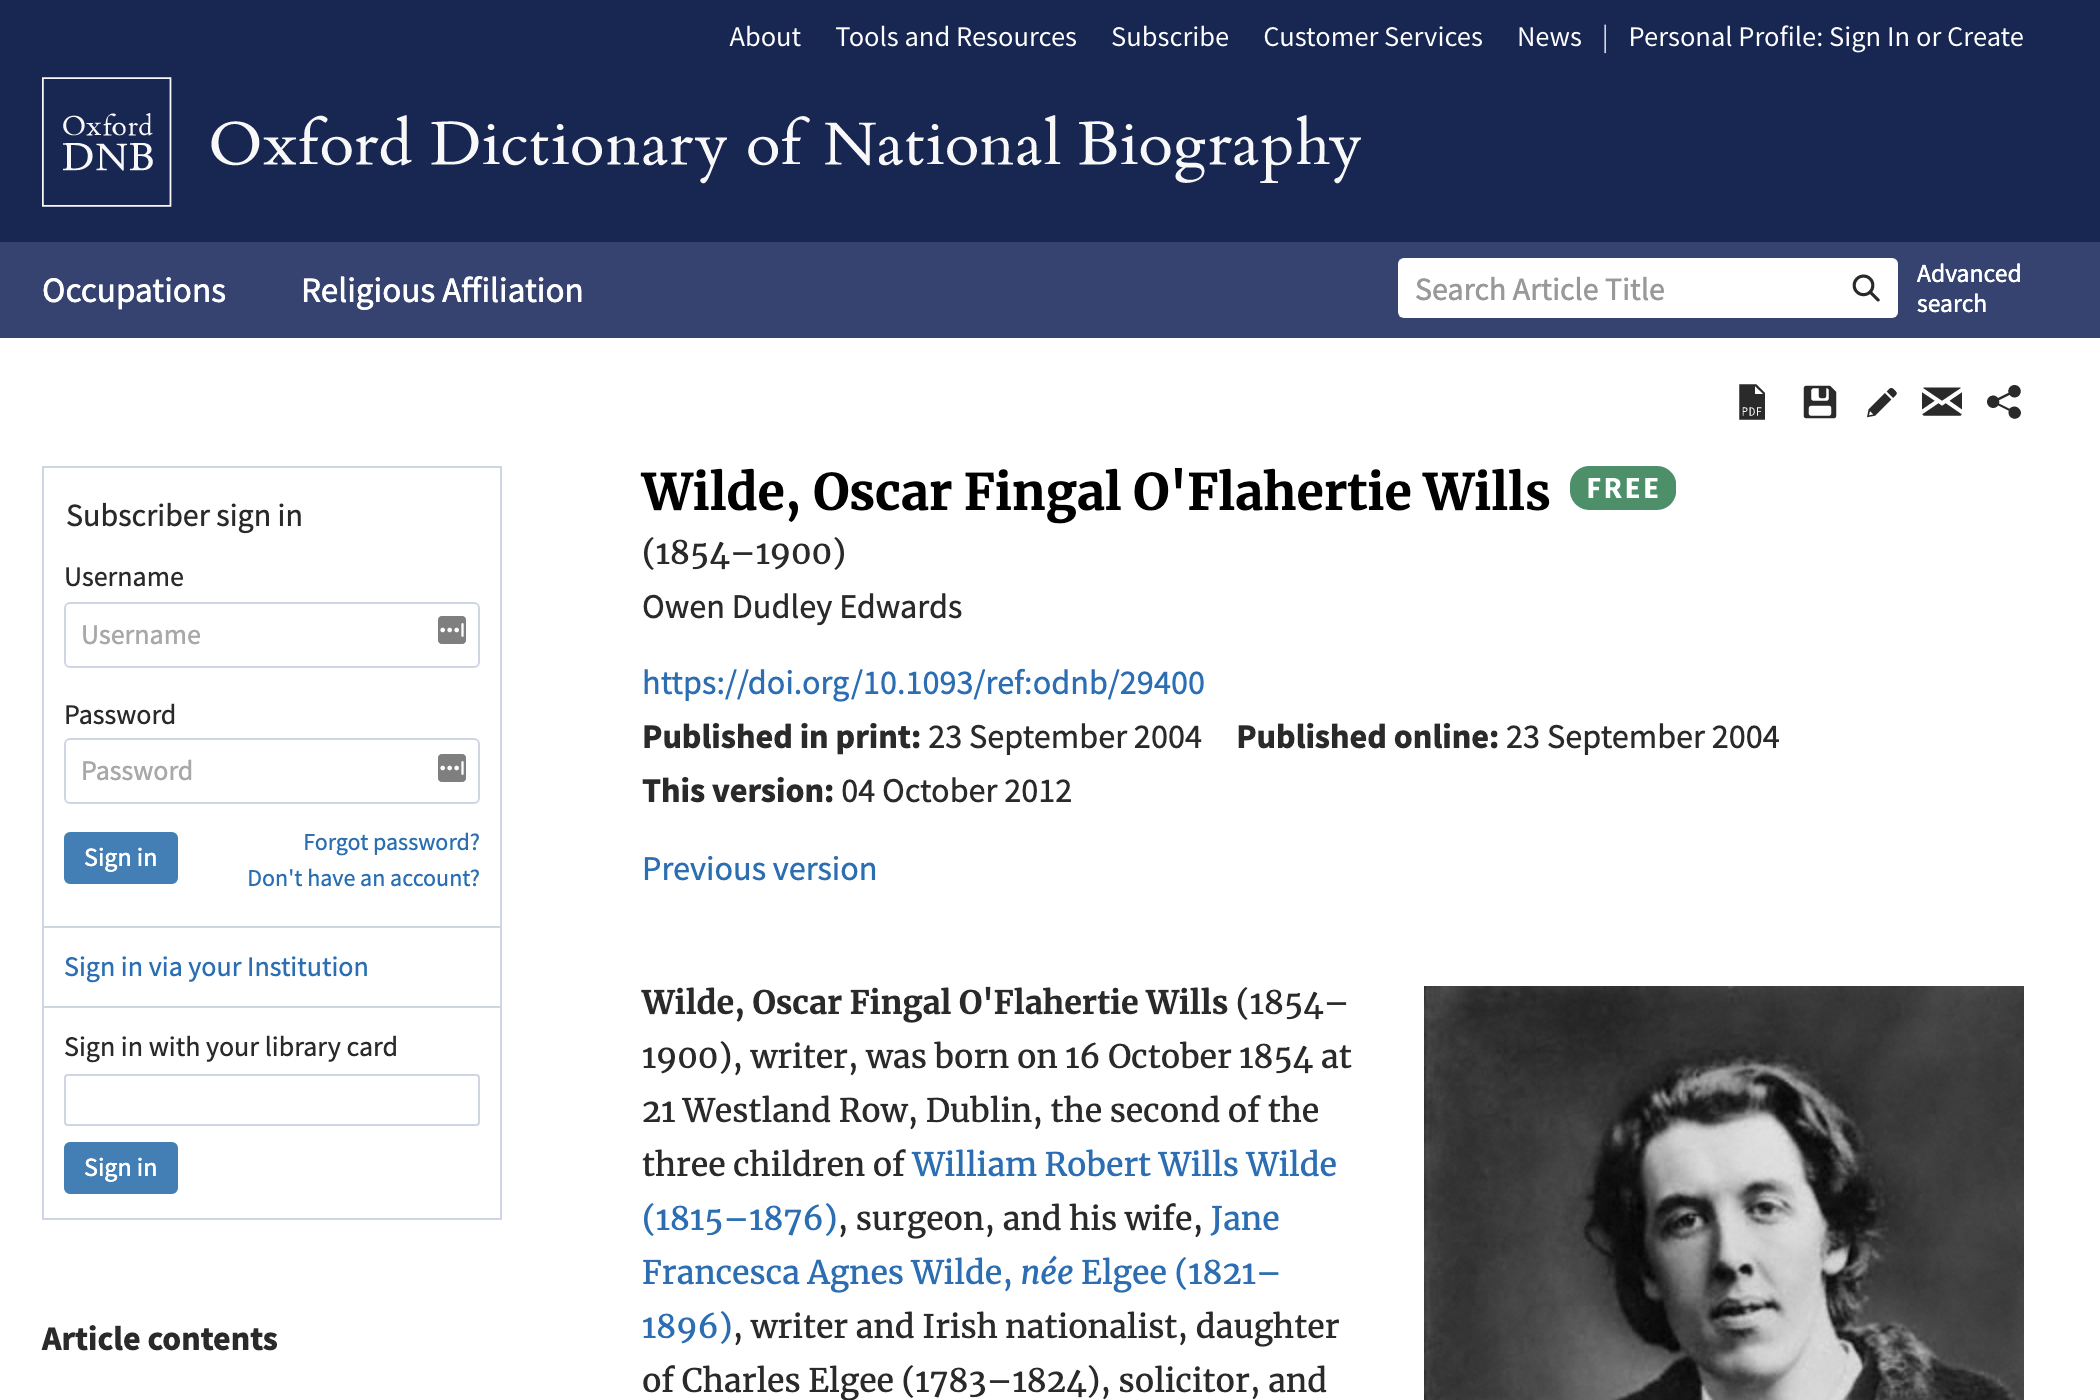 About Tools and Resources Subscribe Customer Services News | Personal Profile: Sign In or Create
Oxford
DNB
Oxford Dictionary of National Biography
Occupations Religious Affiliation
Search Article Title
Advanced
search
PDF
Subscriber sign in
Username
Username
Password
Password
Sign in
Forgot password?
Don't have an account?
Sign in via your Institution
Sign in with your library card
Sign in
Article contents
Wilde, Oscar Fingal O'Flahertie Wills FREE
(1854–1900)
Owen Dudley Edwards
https://doi.org/10.1093/ref:odnb/29400
Published in print: 23 September 2004 Published online: 23 September 2004
This version: 04 October 2012
Previous version
Wilde, Oscar Fingal O'Flahertie Wills (1854–
1900), writer, was born on 16 October 1854 at
21 Westland Row, Dublin, the second of the
three children of William Robert Wills Wilde
(1815–1876), surgeon, and his wife, Jane
Francesca Agnes Wilde, née Elgee (1821–
1896), writer and Irish nationalist, daughter
of Charles Elgee (1783–1824), solicitor, and